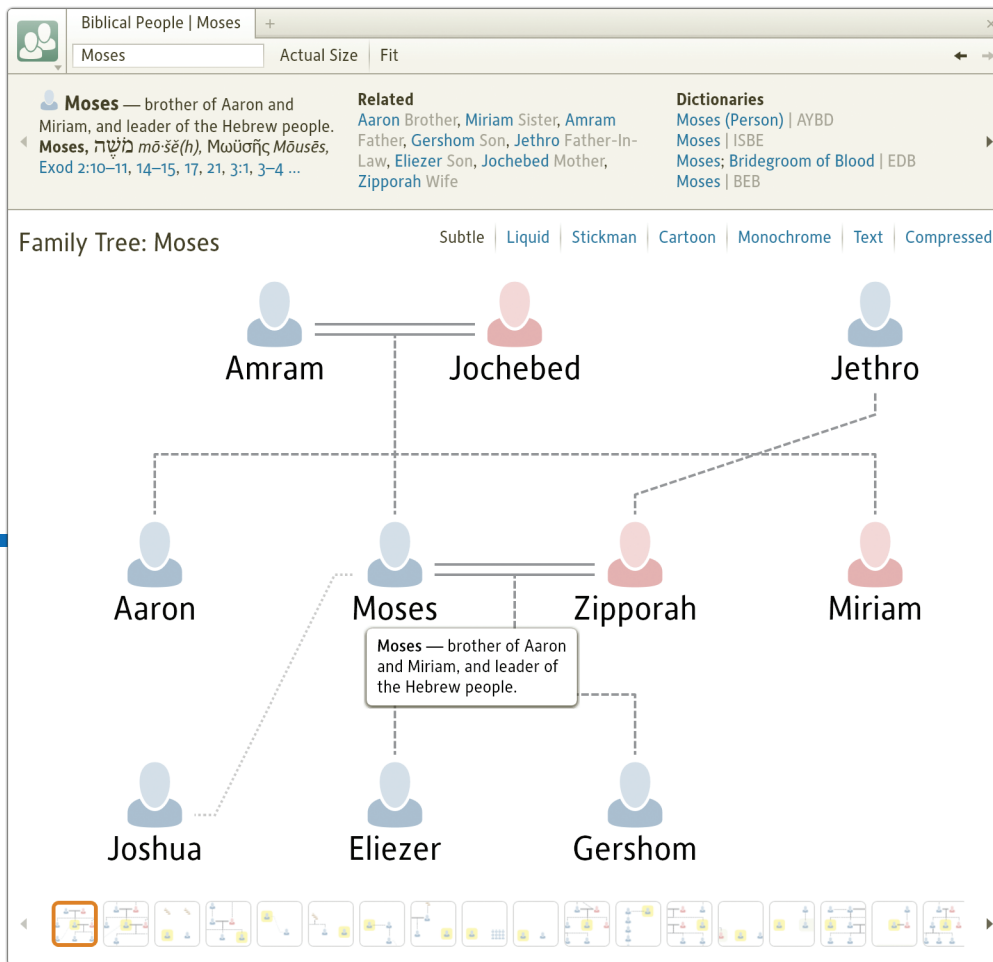 Biblical People | Moses
Moses
Actual Size
Fit
Moses — brother of Aaron and
Miriam, and leader of the Hebrew people.
Moses, מֹשֶׁה mō·šě(h), Μωϋσῆς Mōusēs,
Exod 2:10–11, 14–15, 17, 21, 3:1, 3–4 ...
Related
Aaron Brother, Miriam Sister, Amram
Father, Gershom Son, Jethro Father-In-
Law, Eliezer Son, Jochebed Mother,
Zipporah Wife
Dictionaries
Moses (Person) | AYBD
Moses | ISBE
Moses; Bridegroom of Blood | EDB
Moses | BEB
Family Tree: Moses
Subtle | Liquid | Stickman | Cartoon | Monochrome | Text | Compressed
Amram
Jochebed
Jethro
Aaron
Moses
Zipporah
Miriam
Moses — brother of Aaron
and Miriam, and leader of
the Hebrew people.
Joshua
Eliezer
Gershom